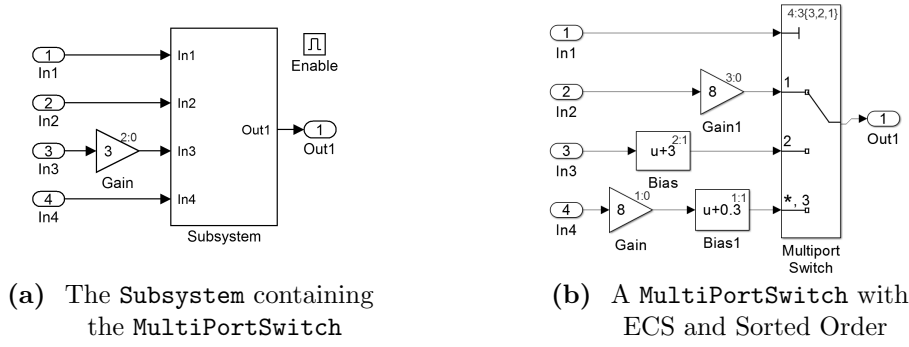 1
In1
2
In2
3
In3
4
In4
3
2:0
Gain
In1
In2
In3
In4
Out1
Subsystem
Enable
1
Out1
(a) The Subsystem containing
the MultiPortSwitch
1
In1
2
In2
3
In3
4
In4
8
3:0
Gain1
u+3
2:1
Bias
8
1:0
Gain
u+0.3
1:1
Bias1
4:3{3,2,1}
1
2
*, 3
Multiport
Switch
1
Out1
(b) A MultiPortSwitch with
ECS and Sorted Order